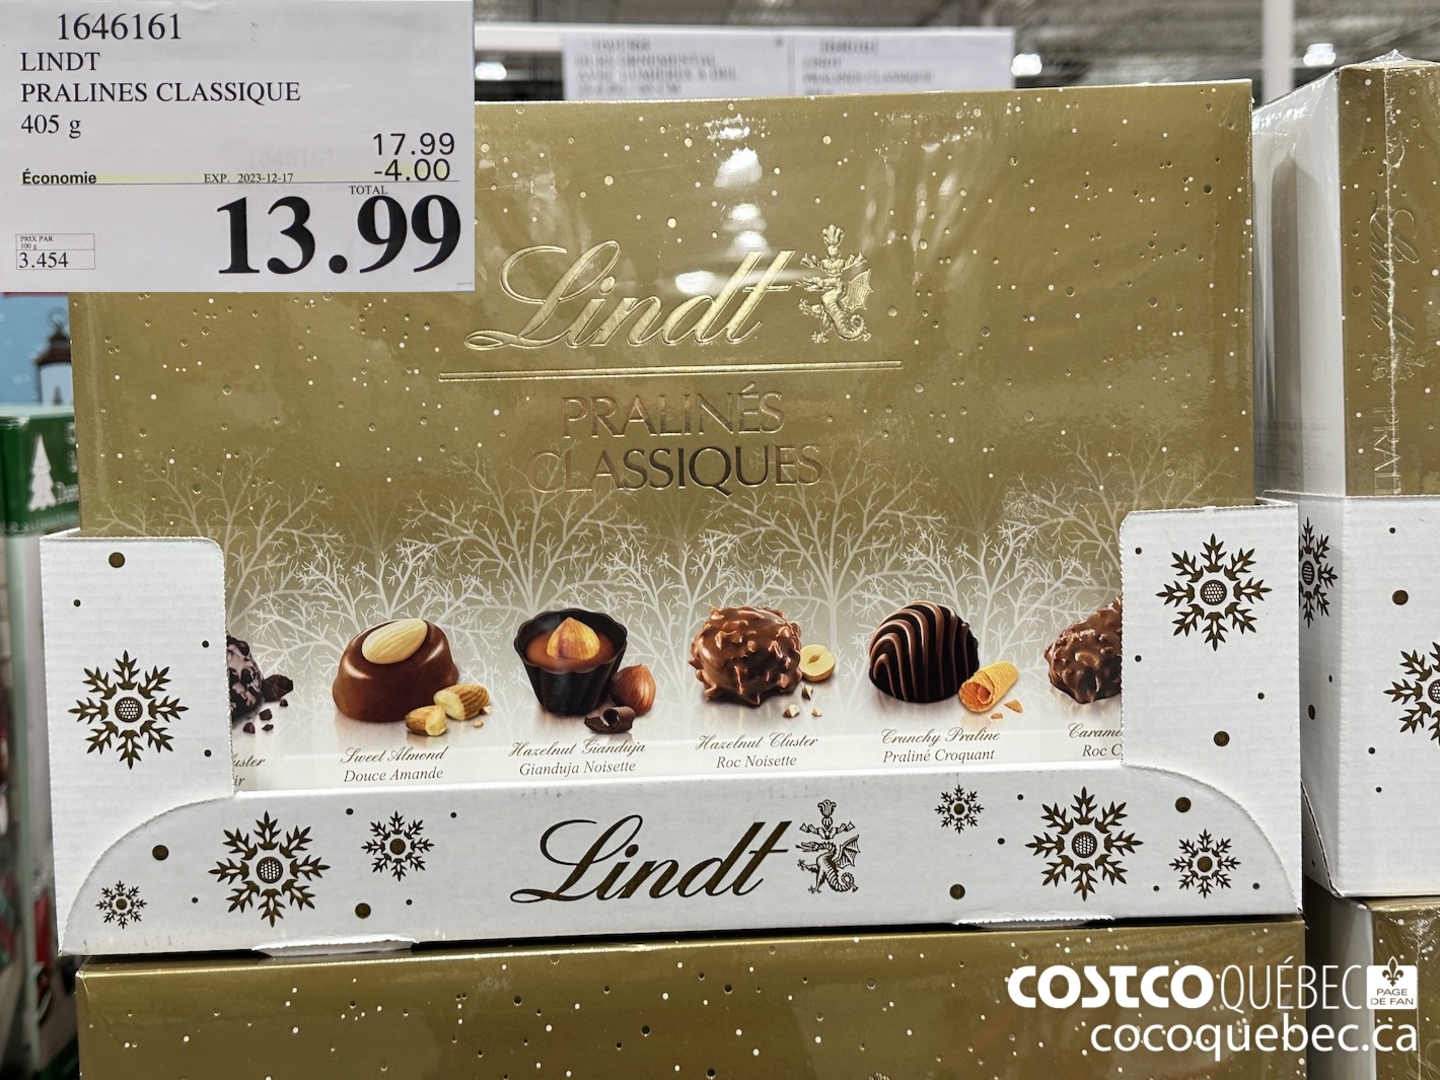 1646161
LINDT
PRALINES CLASSIQUE
405 g
17.99
Économie EXP. 2023-12-17 -4.00
TOTAL
13.99
PRIX PAR
100 g
3.454
Lindt
PRALINÉS
CLASSIQUES
Sweet Almond
Douce Amande
Hazelnut Gianduja
Gianduja Noisette
Hazelnut Cluster
Roc Noisette
Crunchy Praline
Praliné Croquant
Roc
Lindt
COSTCO QUÉBEC
PAGE
DE FAN
cocoquebec.ca